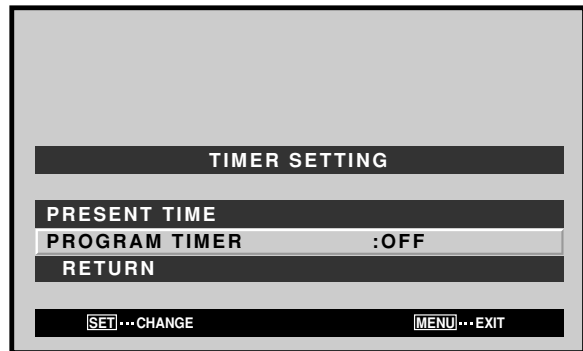 TIMER SETTING
PRESENT TIME
PROGRAM TIMER :OFF
RETURN
SET···CHANGE MENU···EXIT